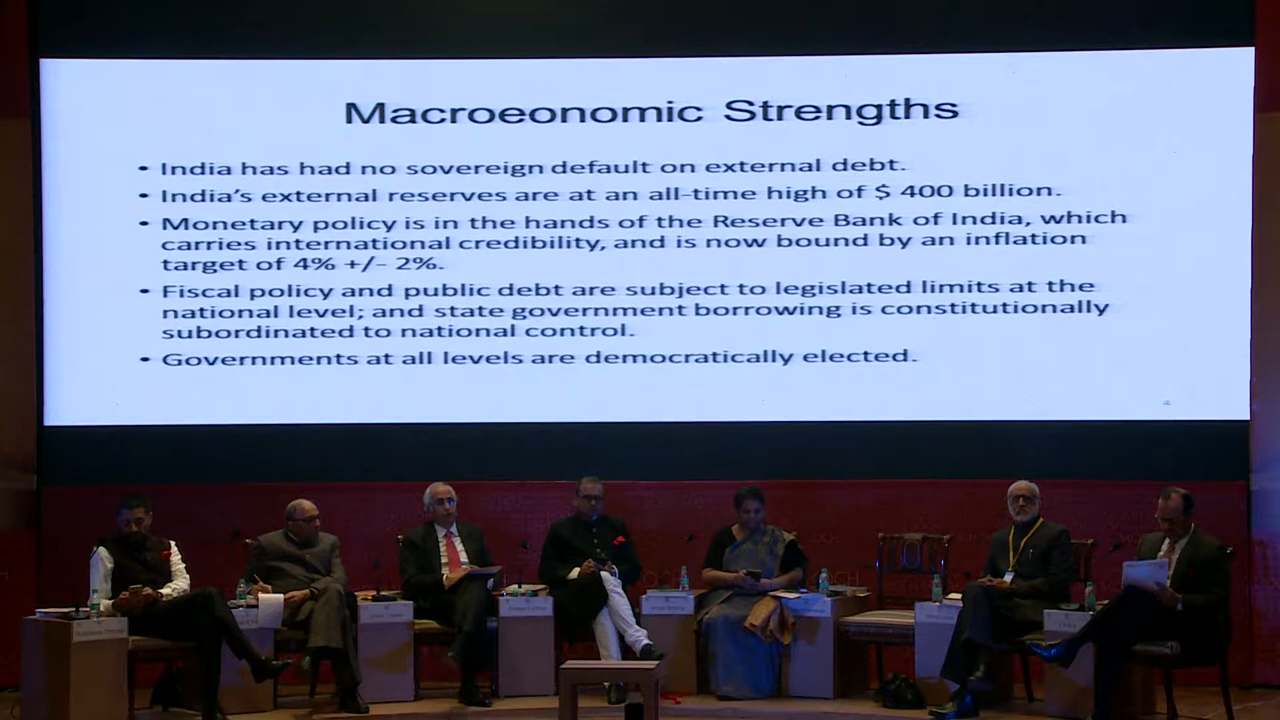 Macroeonomic Strengths
• India has had no sovereign default on external debt.
• India's external reserves are at an all-time high of $ 400 billion.
• Monetary policy is in the hands of the Reserve Bank of India, which
carries international credibility, and is now bound by an inflation
target of 4% +/- 2%.
• Fiscal policy and public debt are subject to legislated limits at the
national level; and state government borrowing is constitutionally
subordinated to national control.
• Governments at all levels are democratically elected.
4